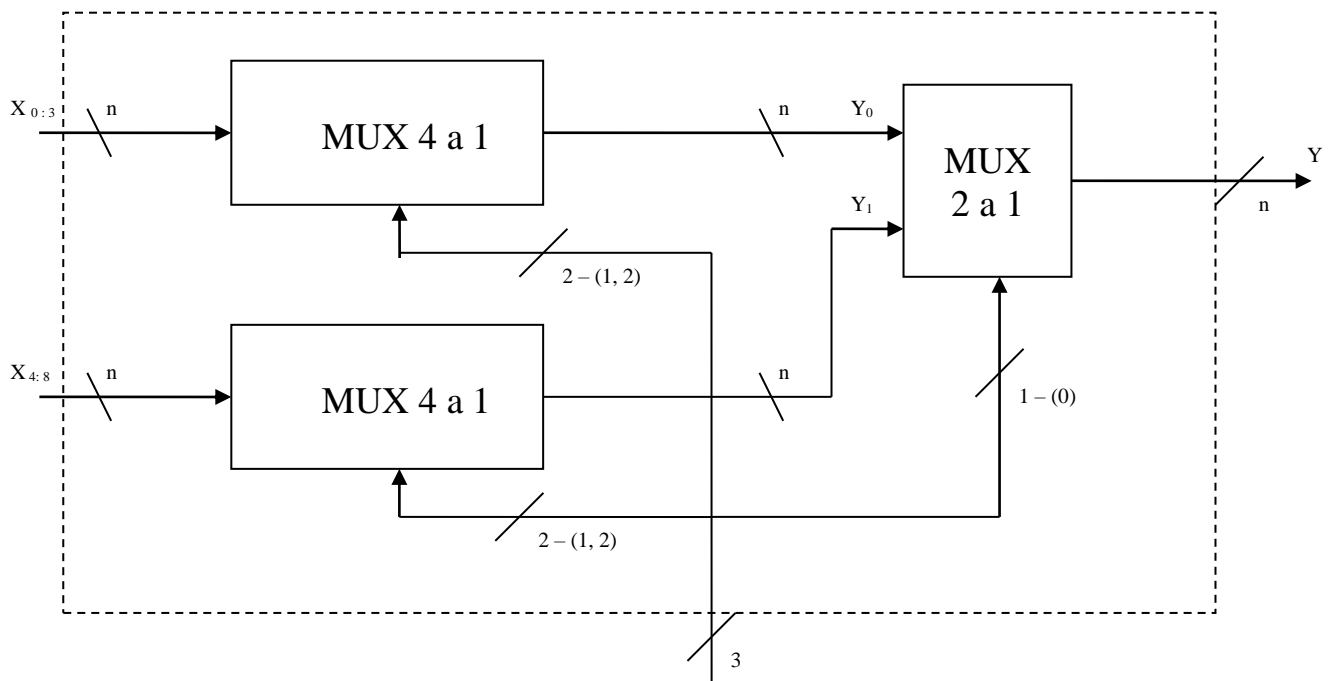 X 0 : 3
n
MUX 4 a 1
n
Y0
MUX
2 a 1
Y
n
Y1
2 – (1, 2)
X 4: 8
n
MUX 4 a 1
n
1 – (0)
2 – (1, 2)
3